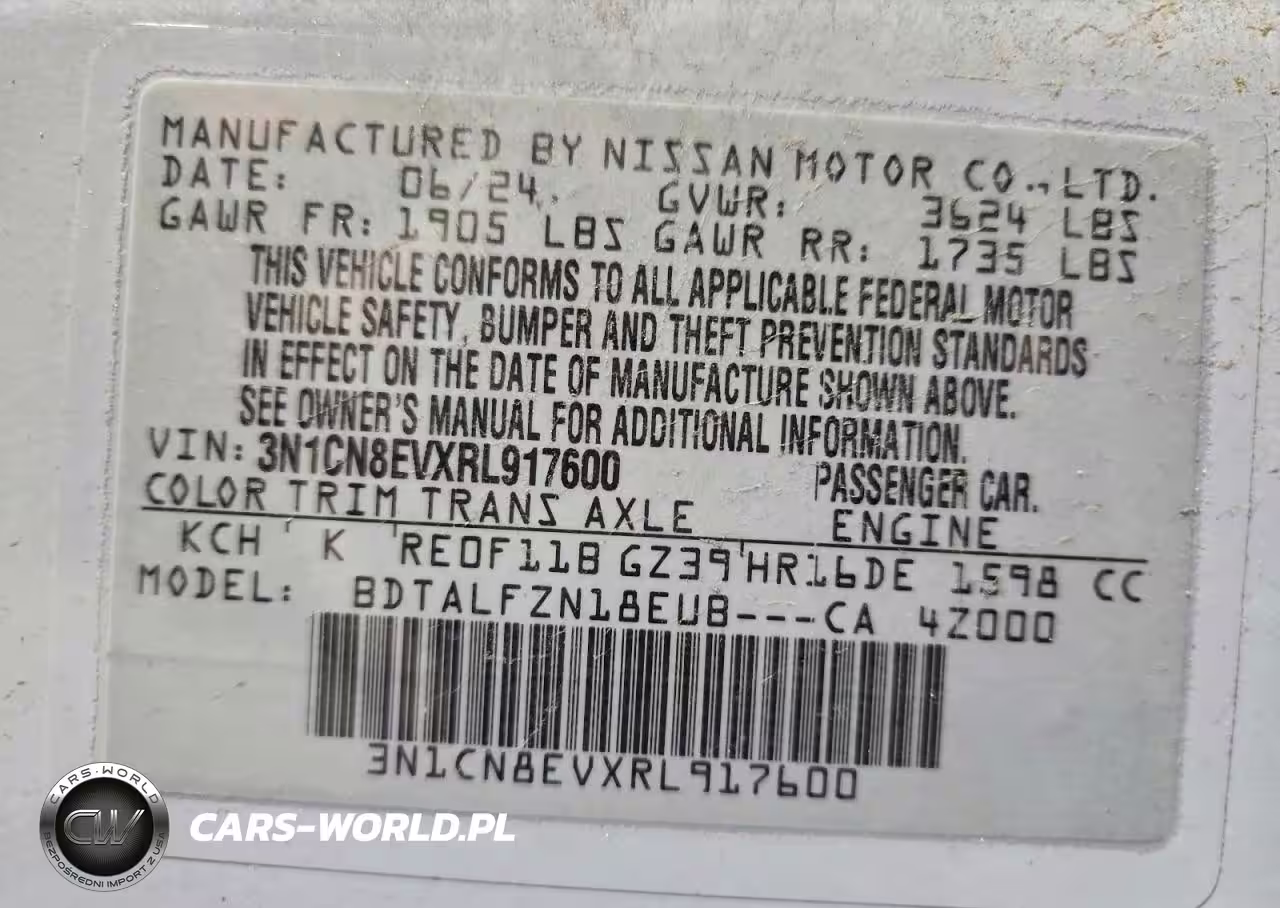 MANUFACTURED BY NISSAN MOTOR CO., LTD.
DATE: 06/24. GVWR: 3624 LBS
GAWR FR: 1905 LBS GAWR RR: 1735 LBS
THIS VEHICLE CONFORMS TO ALL APPLICABLE FEDERAL MOTOR
VEHICLE SAFETY, BUMPER AND THEFT PREVENTION STANDARDS
IN EFFECT ON THE DATE OF MANUFACTURE SHOWN ABOVE.
SEE OWNER'S MANUAL FOR ADDITIONAL INFORMATION.
VIN: 3N1CN8EVXRL917600 PASSENGER CAR.
COLOR TRIM TRANS AXLE ENGINE
KCH ' K ' RE0F11B GZ39 ' HR16DE 1598 CC
MODEL: BDTALFZN18EUB---CA 4Z000
3N1CN8EVXRL917600
CARS-WORLD
CW
BEZPOŚREDNI IMPORT Z USA
CARS-WORLD.PL